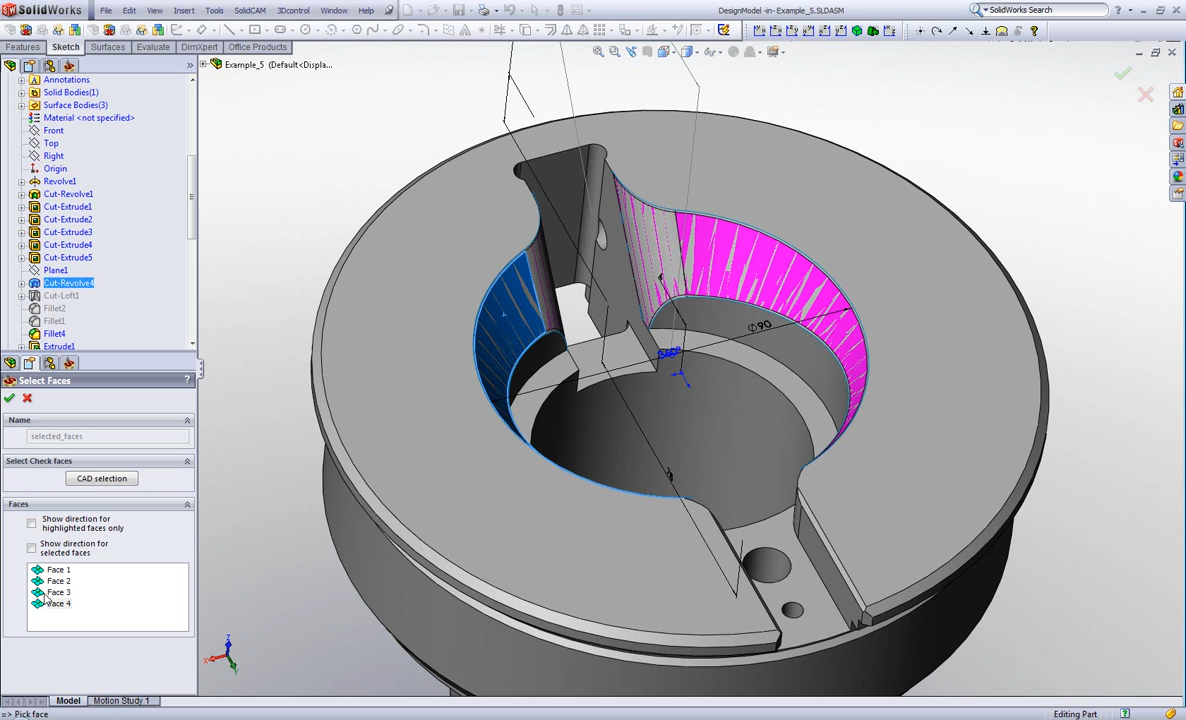 SolidWorks
File
Edit
View
Insert
Tools
SolidCAM
3Dcontrol
Window
Help
DesignModel -in- Example_5.SLDASM
SolidWorks Search
Features
Sketch
Surfaces
Evaluate
DimXpert
Office Products
Example_5 (Default<Displa...
Annotations
Solid Bodies(1)
Surface Bodies(3)
Material <not specified>
Front
Top
Right
Origin
Revolve1
Cut-Revolve1
Cut-Extrude1
Cut-Extrude2
Cut-Extrude3
Cut-Extrude4
Cut-Extrude5
Plane1
Cut-Revolve4
Cut-Loft1
Fillet2
Fillet1
Fillet4
Extrude1
Select Faces
?
Name
selected_faces
Select Check faces
CAD selection
Faces
Show direction for
highlighted faces only
Show direction for
selected faces
Face 1
Face 2
Face 3
Face 4
Φ90
Z
X
Y
Model
Motion Study 1
=> Pick face
Editing Part